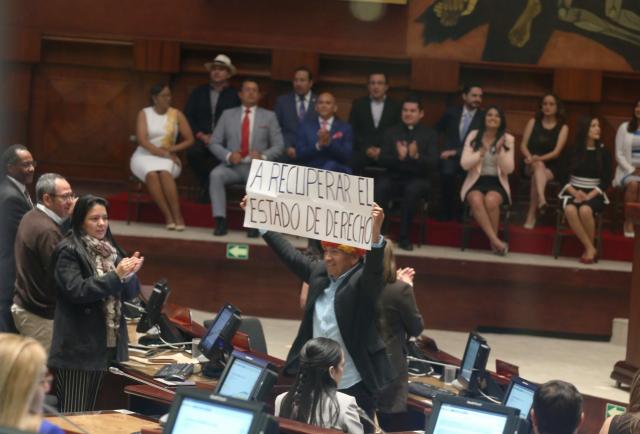 A RECUPERAR EL
ESTADO DE DERECHO